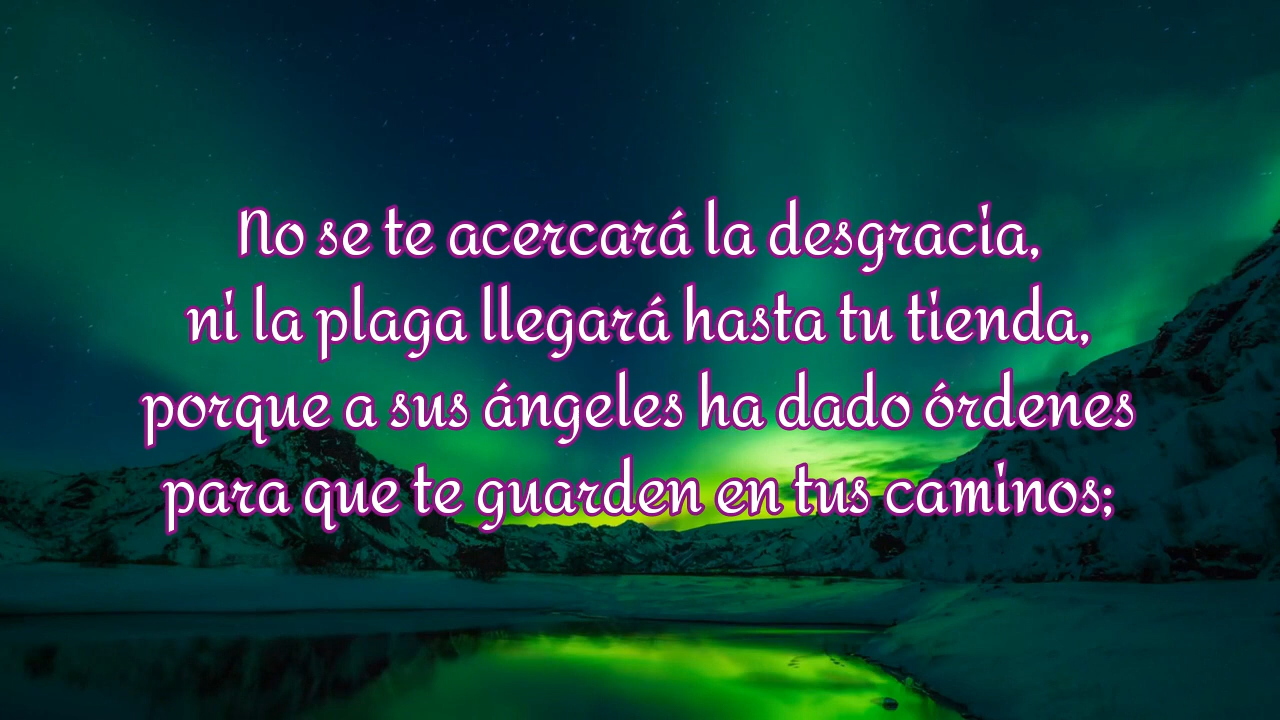 No se te acercará la desgracia,
ni la plaga llegará hasta tu tienda,
porque a sus ángeles ha dado órdenes
para que te guarden en tus caminos;